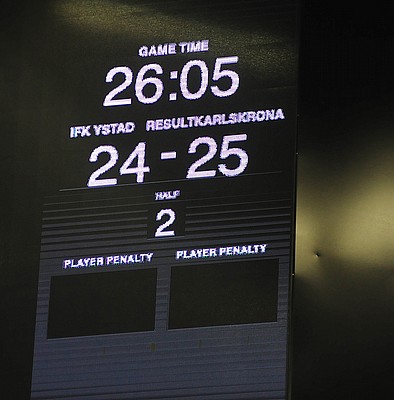 GAME TIME
26:05
IFK YSTAD RESULTKARLSKRONA
24-25
HALF
2
PLAYER PENALTY PLAYER PENALTY